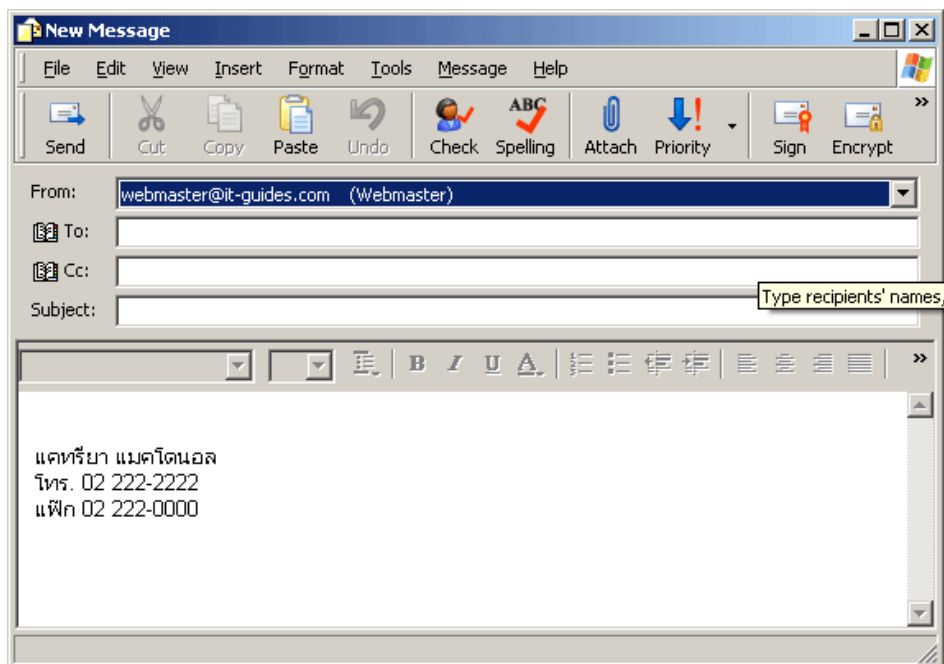 New Message
File Edit View Insert Format Tools Message Help
Send Cut Copy Paste Undo ABC Check Spelling Attach Priority Sign Encrypt
From: webmaster@it-guides.com (Webmaster)
To:
Cc:
Type recipients' names,
Subject:
B I U A
แคทรียา แมคโดนอล
โทร. 02 222-2222
แฟ๊ก 02 222-0000